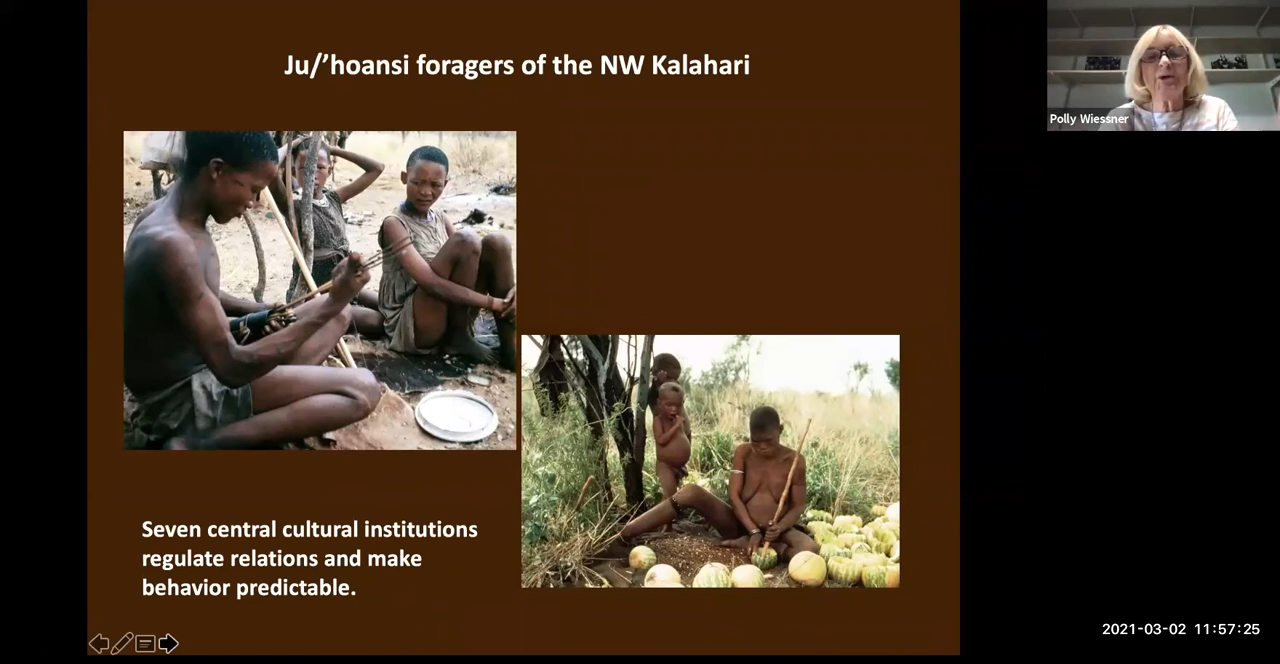 Ju/’hoansi foragers of the NW Kalahari
Polly Wiessner
Seven central cultural institutions
regulate relations and make
behavior predictable.
2021-03-02 11:57:25